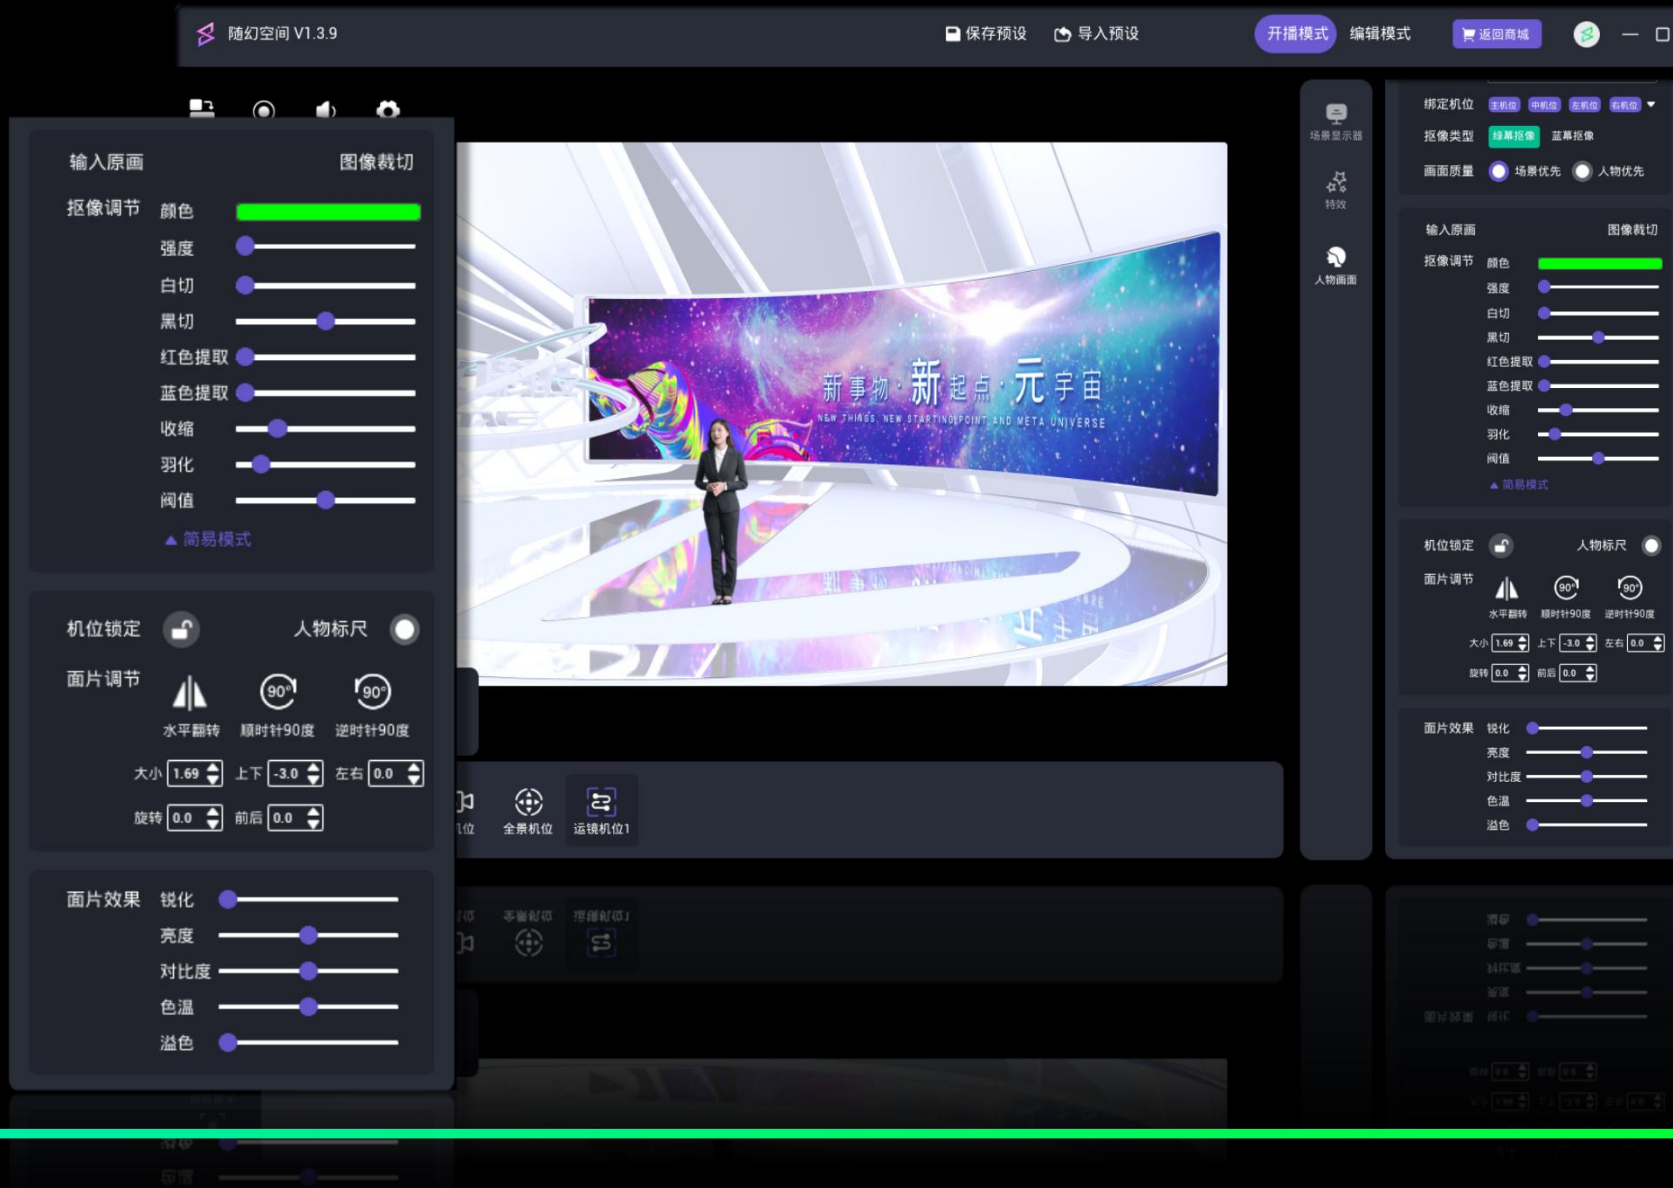 随幻空间 V1.3.9
保存预设
导入预设
开播模式
编辑模式
返回商城
输入原画
图像裁切
抠像调节
颜色
强度
白切
黑切
红色提取
蓝色提取
收缩
羽化
阈值
简易模式
机位锁定
人物标尺
面片调节
90°
90°
水平翻转
顺时针90度
逆时针90度
大小 1.69 上下 -3.0 左右 0.0
旋转 0.0 前后 0.0
面片效果
锐化
亮度
对比度
色温
溢色
新事物·新起点·元宇宙
NEW THINGS, NEW STARTING POINT AND META UNIVERSE
机位
全景机位
运镜机位1
场景显示器
特效
人物画面
绑定机位 主机位 中机位 左机位 右机位
抠像类型 绿幕抠像 蓝幕抠像
画面质量 场景优先 人物优先
输入原画
图像裁切
抠像调节
颜色
强度
白切
黑切
红色提取
蓝色提取
收缩
羽化
阈值
简易模式
机位锁定
人物标尺
面片调节
90°
90°
水平翻转
顺时针90度
逆时针90度
大小 1.69 上下 -3.0 左右 0.0
旋转 0.0 前后 0.0
面片效果
锐化
亮度
对比度
色温
溢色